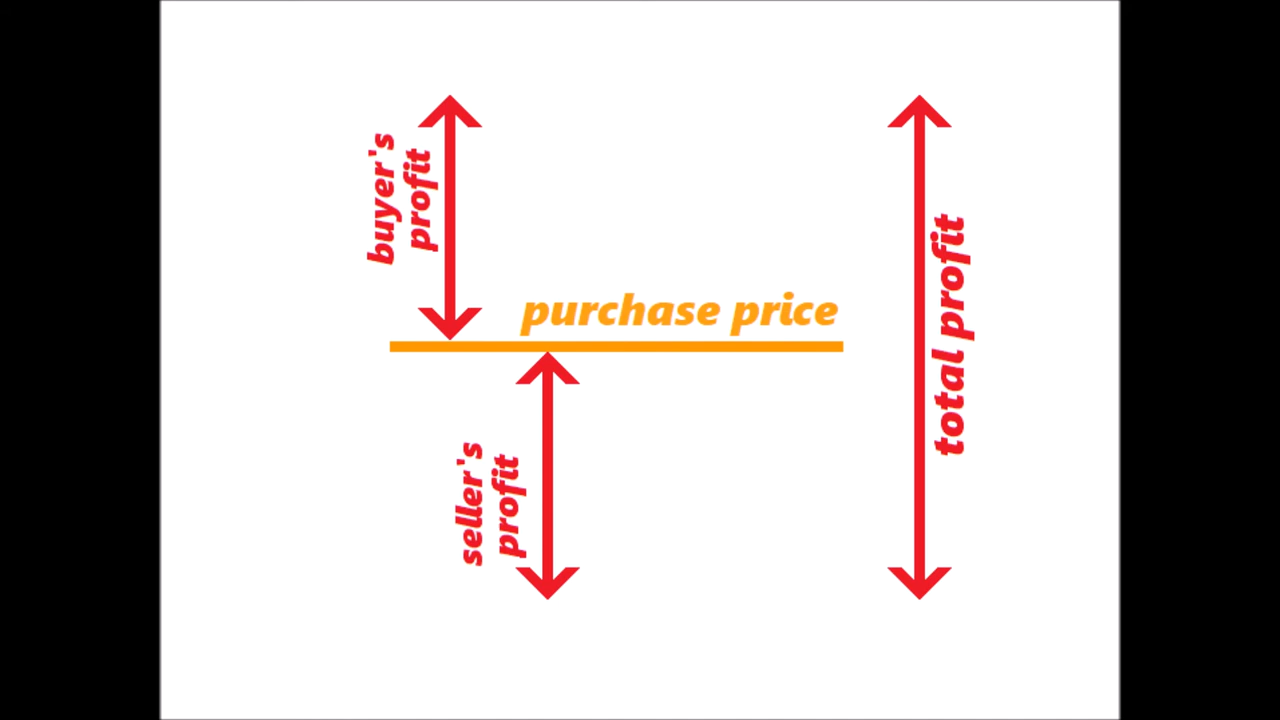 buyer's
profit
purchase price
seller's
profit
total profit